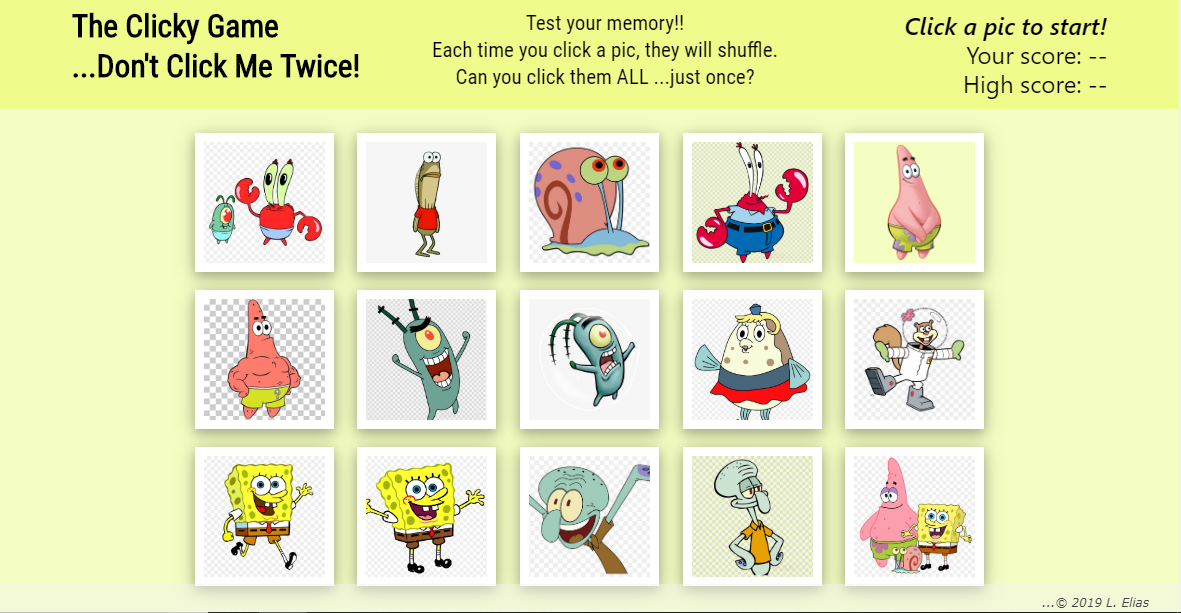 The Clicky Game
...Don't Click Me Twice!
Test your memory!!
Each time you click a pic, they will shuffle.
Can you click them ALL ...just once?
Click a pic to start!
Your score: --
High score: --
...© 2019 L. Elias